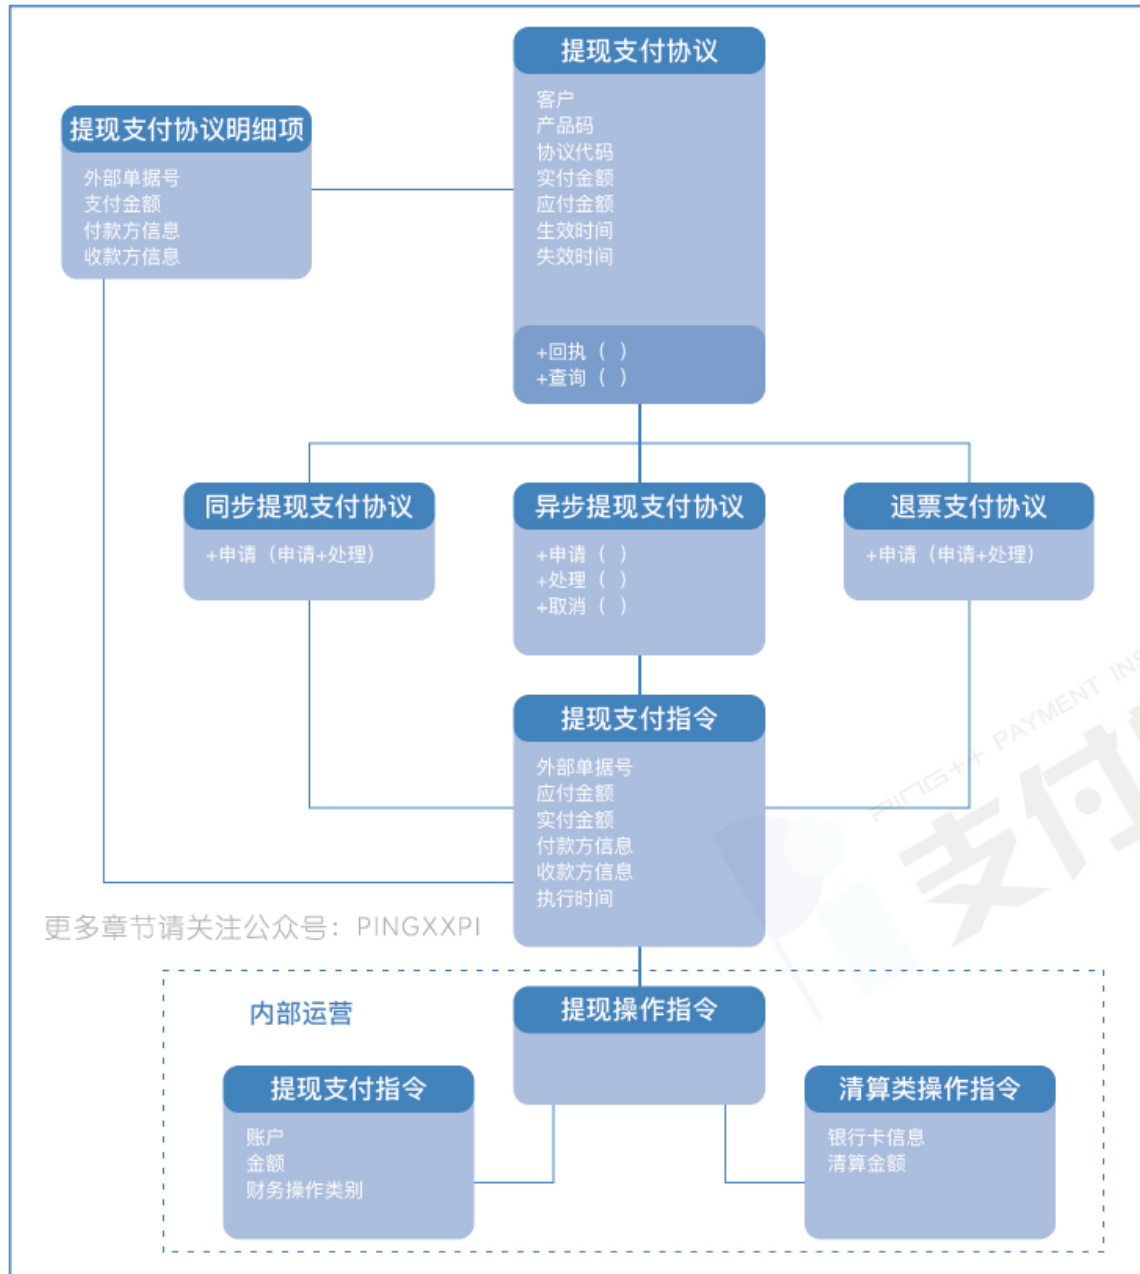 提现支付协议
客户
产品码
协议代码
实付金额
应付金额
生效时间
失效时间
+回执（ ）
+查询（ ）
提现支付协议明细项
外部单据号
支付金额
付款方信息
收款方信息
同步提现支付协议
+申请（申请+处理）
异步提现支付协议
+申请（ ）
+处理（ ）
+取消（ ）
退票支付协议
+申请（申请+处理）
提现支付指令
外部单据号
应付金额
实付金额
付款方信息
收款方信息
执行时间
PING++ PAYMENT INS
支付
更多章节请关注公众号：PINGXXPI
内部运营
提现操作指令
提现支付指令
账户
金额
财务操作类别
清算类操作指令
银行卡信息
清算金额